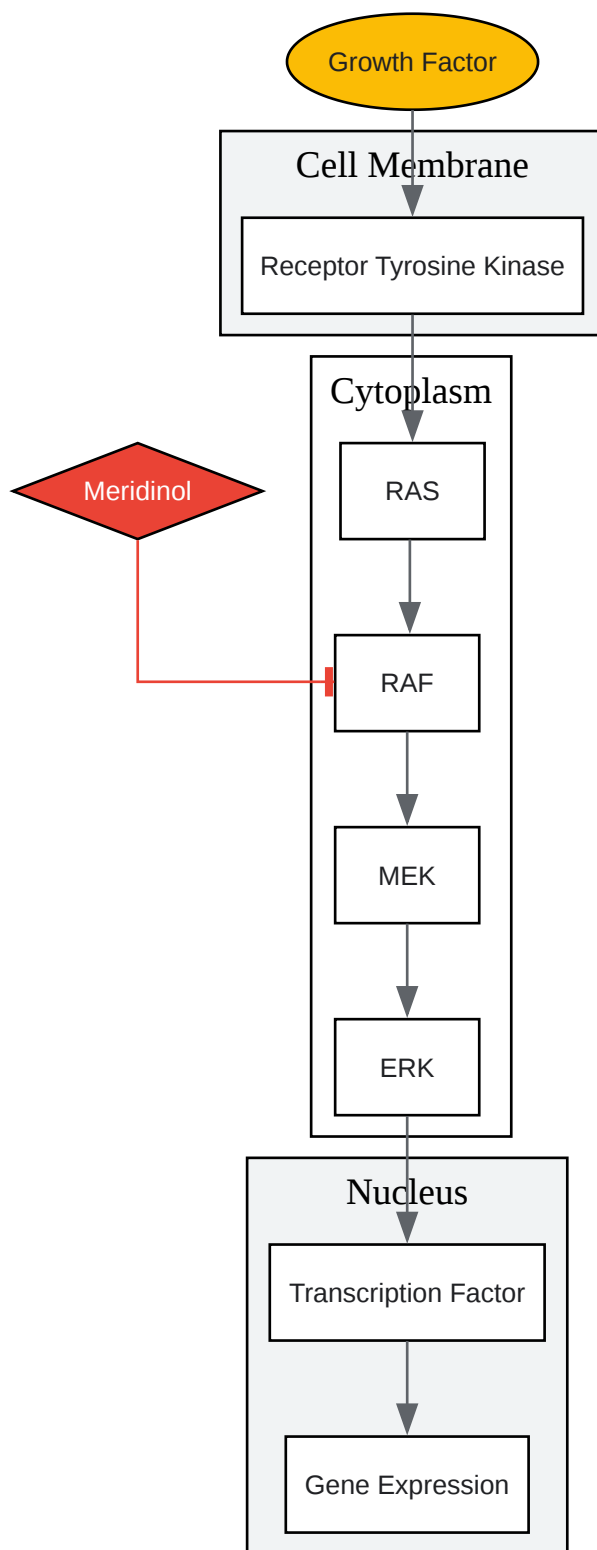 Growth Factor
Cell Membrane
Receptor Tyrosine Kinase
Cytoplasm
Meridinol
RAS
RAF
MEK
ERK
Nucleus
Transcription Factor
Gene Expression